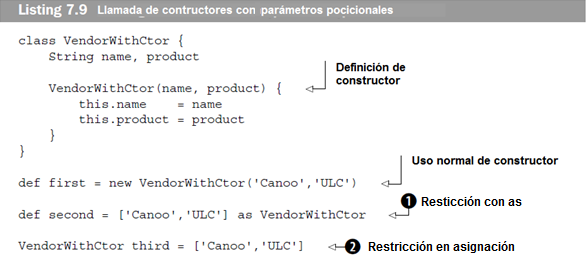 Listing 7.9 Llamada de contructores con parámetros pocicionales
class VendorWithCtor {
String name, product
VendorWithCtor(name, product) {
Definición de
constructor
this.name = name
this.product = product
}
}
Uso normal de constructor
def first = new VendorWithCtor('Canoo','ULC')
def second = ['Canoo','ULC'] as VendorWithCtor
1 Resticción con as
VendorWithCtor third = ['Canoo','ULC']
2 Restricción en asignación